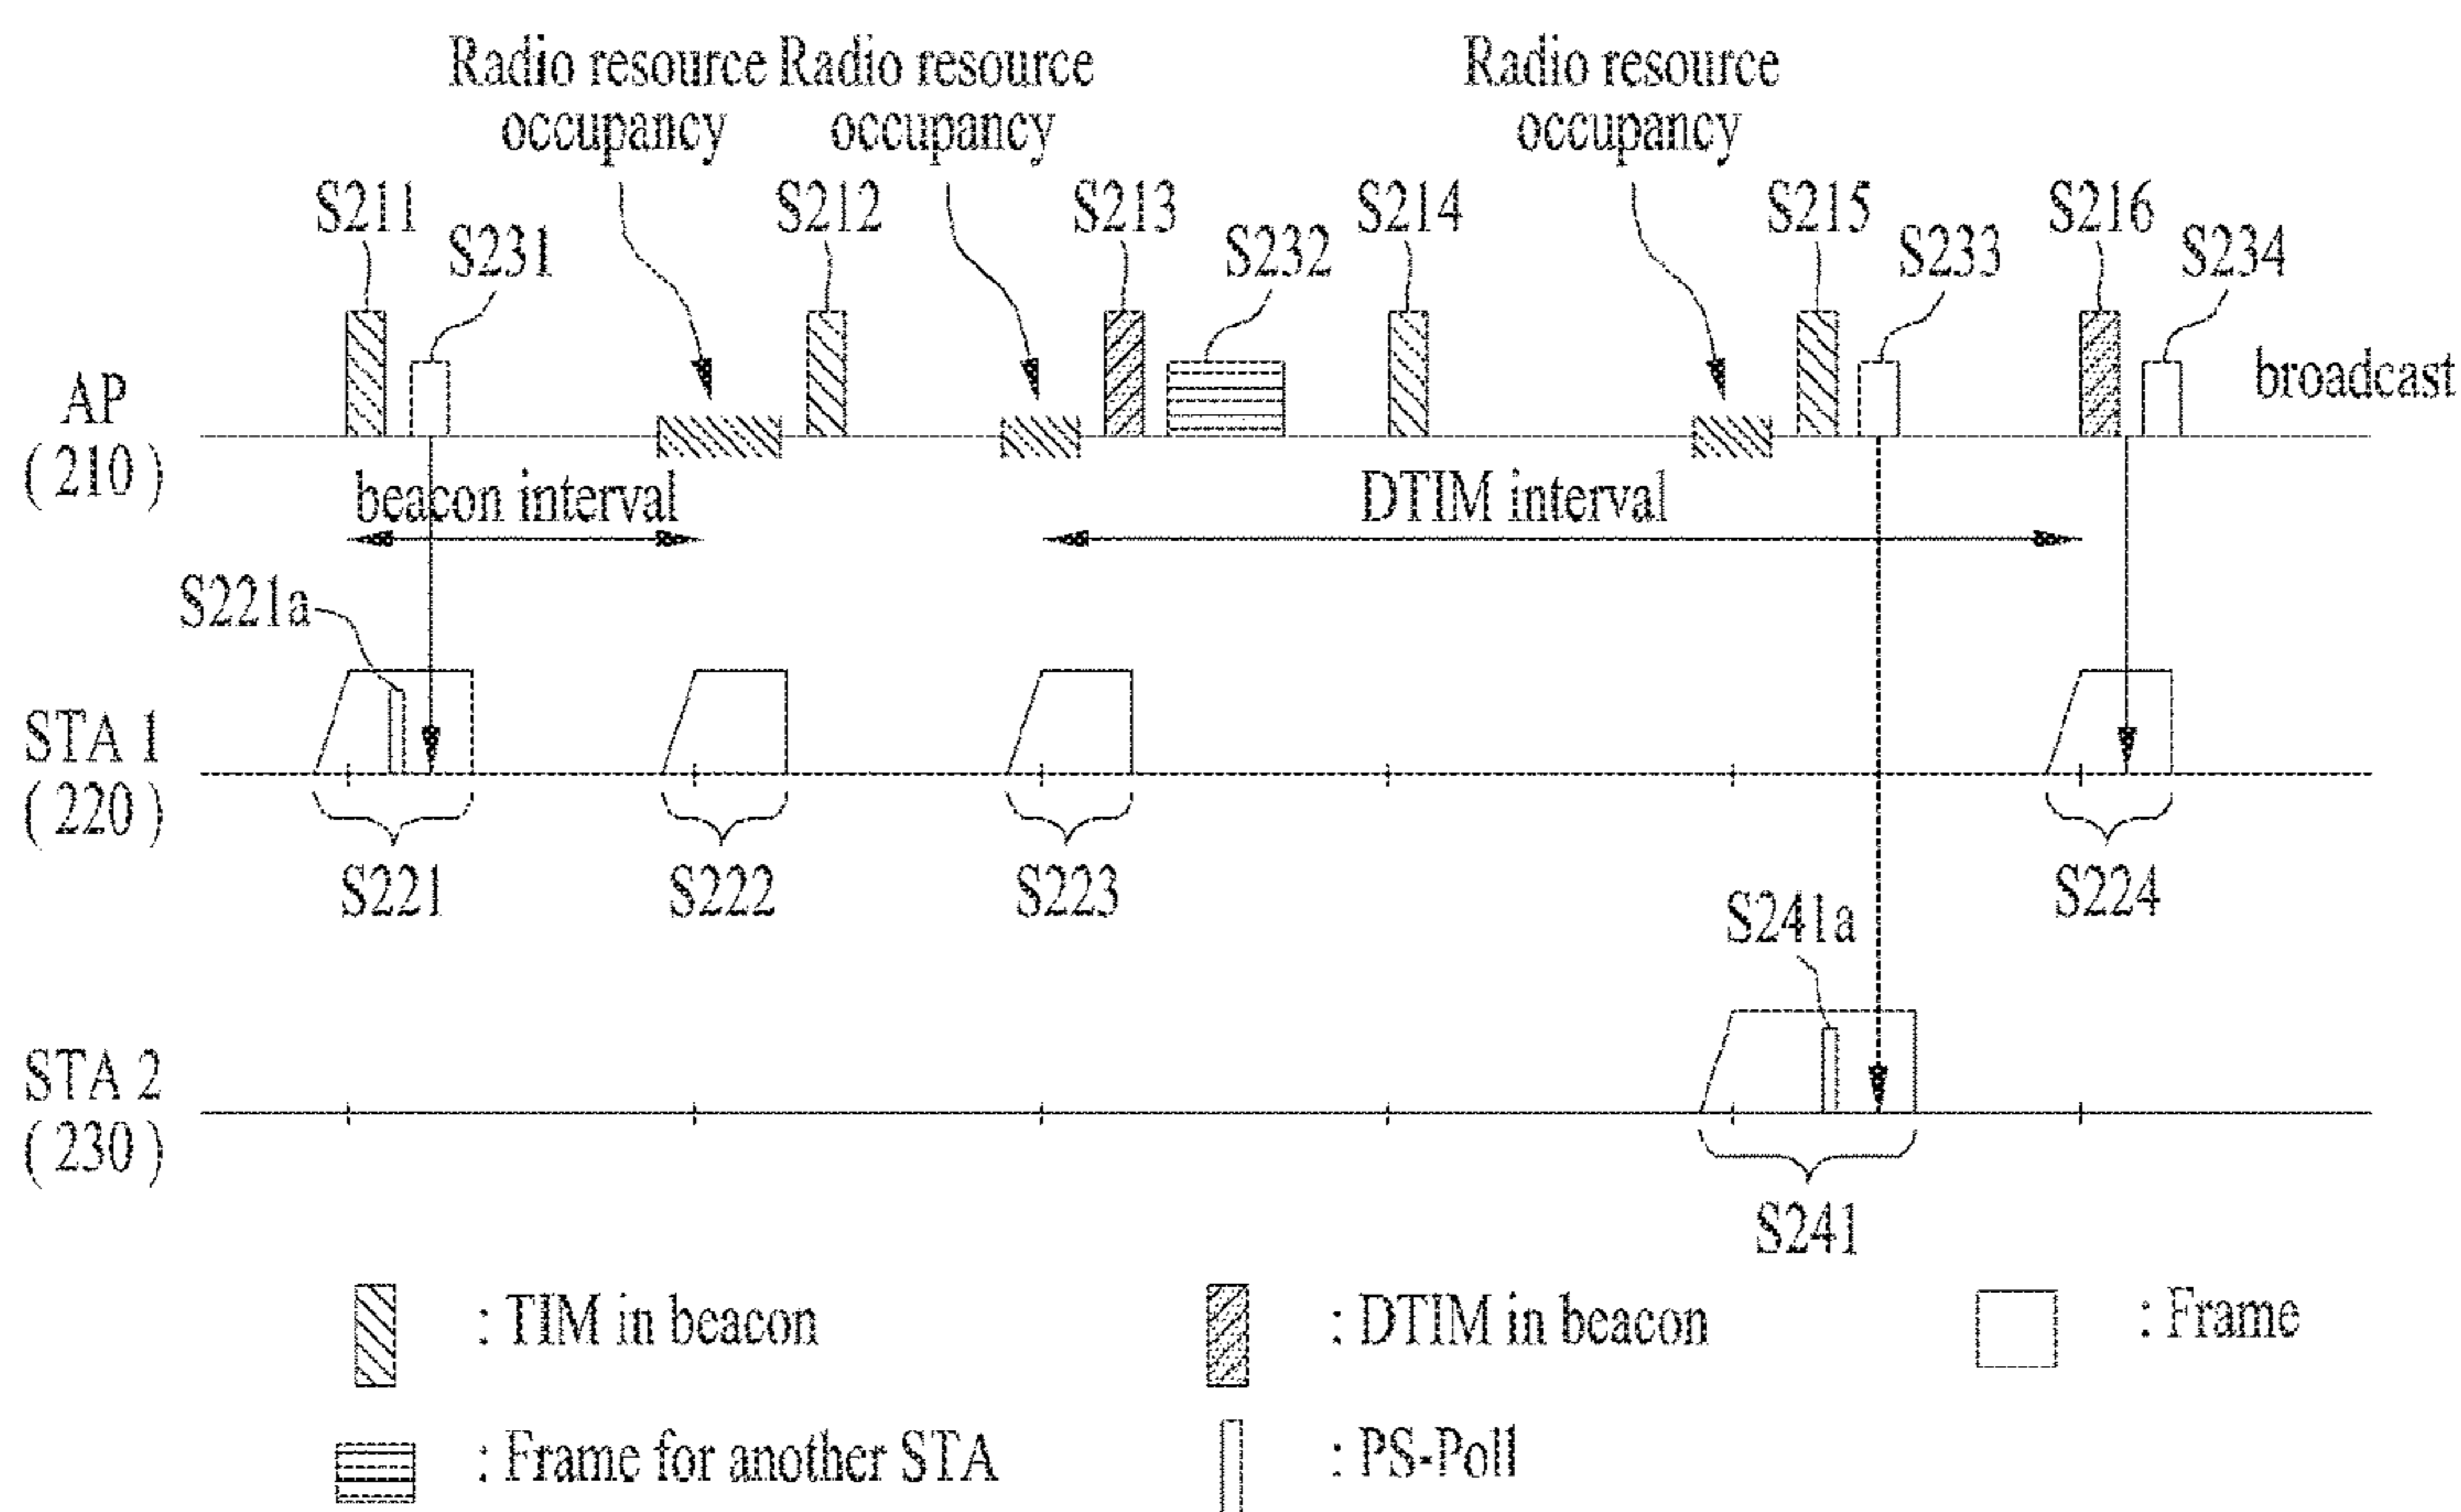 Radio resource Radio resource Radio resource
occupancy occupancy occupancy
S211 S212 S213 S214 S215 S216
S231 S232 S233 S234
AP
( 210 )
broadcast
beacon interval DTIM interval
S221a
STA 1
( 220 )
S221 S222 S223 S224
S241a
STA 2
( 230 )
S241
: TIM in beacon : DTIM in beacon : Frame
: Frame for another STA : PS-Poll